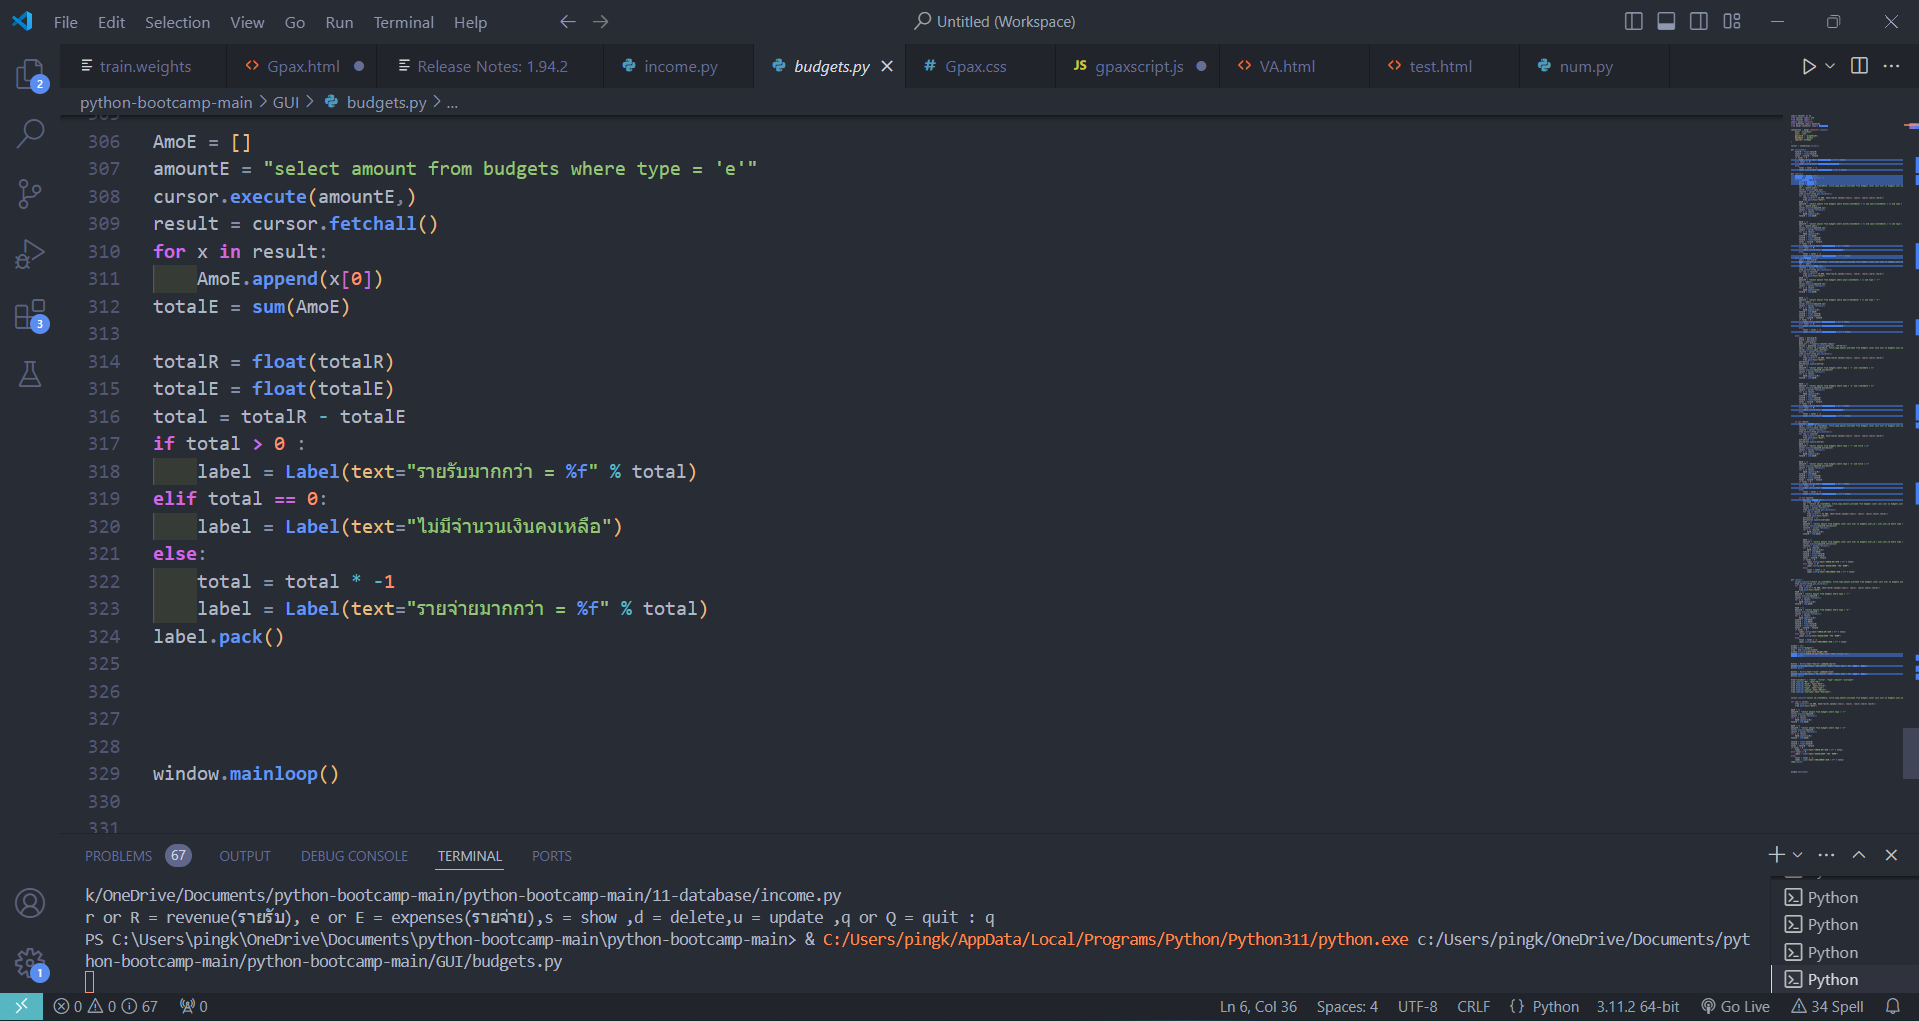 File Edit Selection View Go Run Terminal Help Untitled (Workspace)
train.weights Gpax.html Release Notes: 1.94.2 income.py budgets.py Gpax.css gpaxscript.js VA.html test.html num.py
python-bootcamp-main > GUI > budgets.py > ...
306 AmoE = []
307 amountE = "select amount from budgets where type = 'e'"
308 cursor.execute(amountE,)
309 result = cursor.fetchall()
310 for x in result:
311 AmoE.append(x[0])
312 totalE = sum(AmoE)
313
314 totalR = float(totalR)
315 totalE = float(totalE)
316 total = totalR - totalE
317 if total > 0 :
318 label = Label(text="รายรับมากกว่า = %f" % total)
319 elif total == 0:
320 label = Label(text="ไม่มีจำนวนเงินคงเหลือ")
321 else:
322 total = total * -1
323 label = Label(text="รายจ่ายมากกว่า = %f" % total)
324 label.pack()
325
326
327
328
329 window.mainloop()
330
331
PROBLEMS 67 OUTPUT DEBUG CONSOLE TERMINAL PORTS
k/OneDrive/Documents/python-bootcamp-main/python-bootcamp-main/11-database/income.py
r or R = revenue(รายรับ), e or E = expenses(รายจ่าย),s = show ,d = delete,u = update ,q or Q = quit : q
PS C:\Users\pingk\OneDrive\Documents\python-bootcamp-main\python-bootcamp-main> & C:/Users/pingk/AppData/Local/Programs/Python/Python311/python.exe c:/Users/pingk/OneDrive/Documents/pyt
hon-bootcamp-main/python-bootcamp-main/GUI/budgets.py
Python
Python
Python
Python
2
3
1
0 0 67 0 Ln 6, Col 36 Spaces: 4 UTF-8 CRLF {} Python 3.11.2 64-bit Go Live 34 Spell